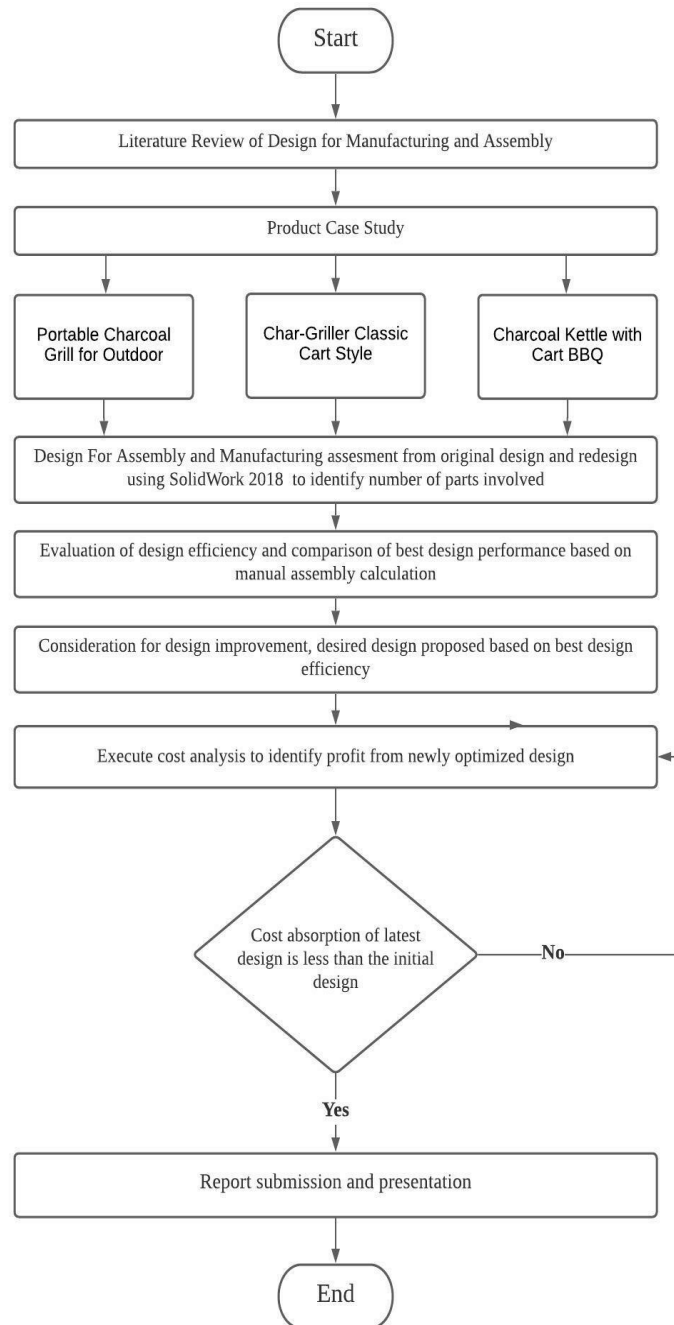 Start
Literature Review of Design for Manufacturing and Assembly
Product Case Study
Portable Charcoal
Grill for Outdoor
Char-Griller Classic
Cart Style
Charcoal Kettle with
Cart BBQ
Design For Assembly and Manufacturing assesment from original design and redesign
using SolidWork 2018 to identify number of parts involved
Evaluation of design efficiency and comparison of best design performance based on
manual assembly calculation
Consideration for design improvement, desired design proposed based on best design
efficiency
Execute cost analysis to identify profit from newly optimized design
Cost absorption of latest
design is less than the initial
design
No
Yes
Report submission and presentation
End